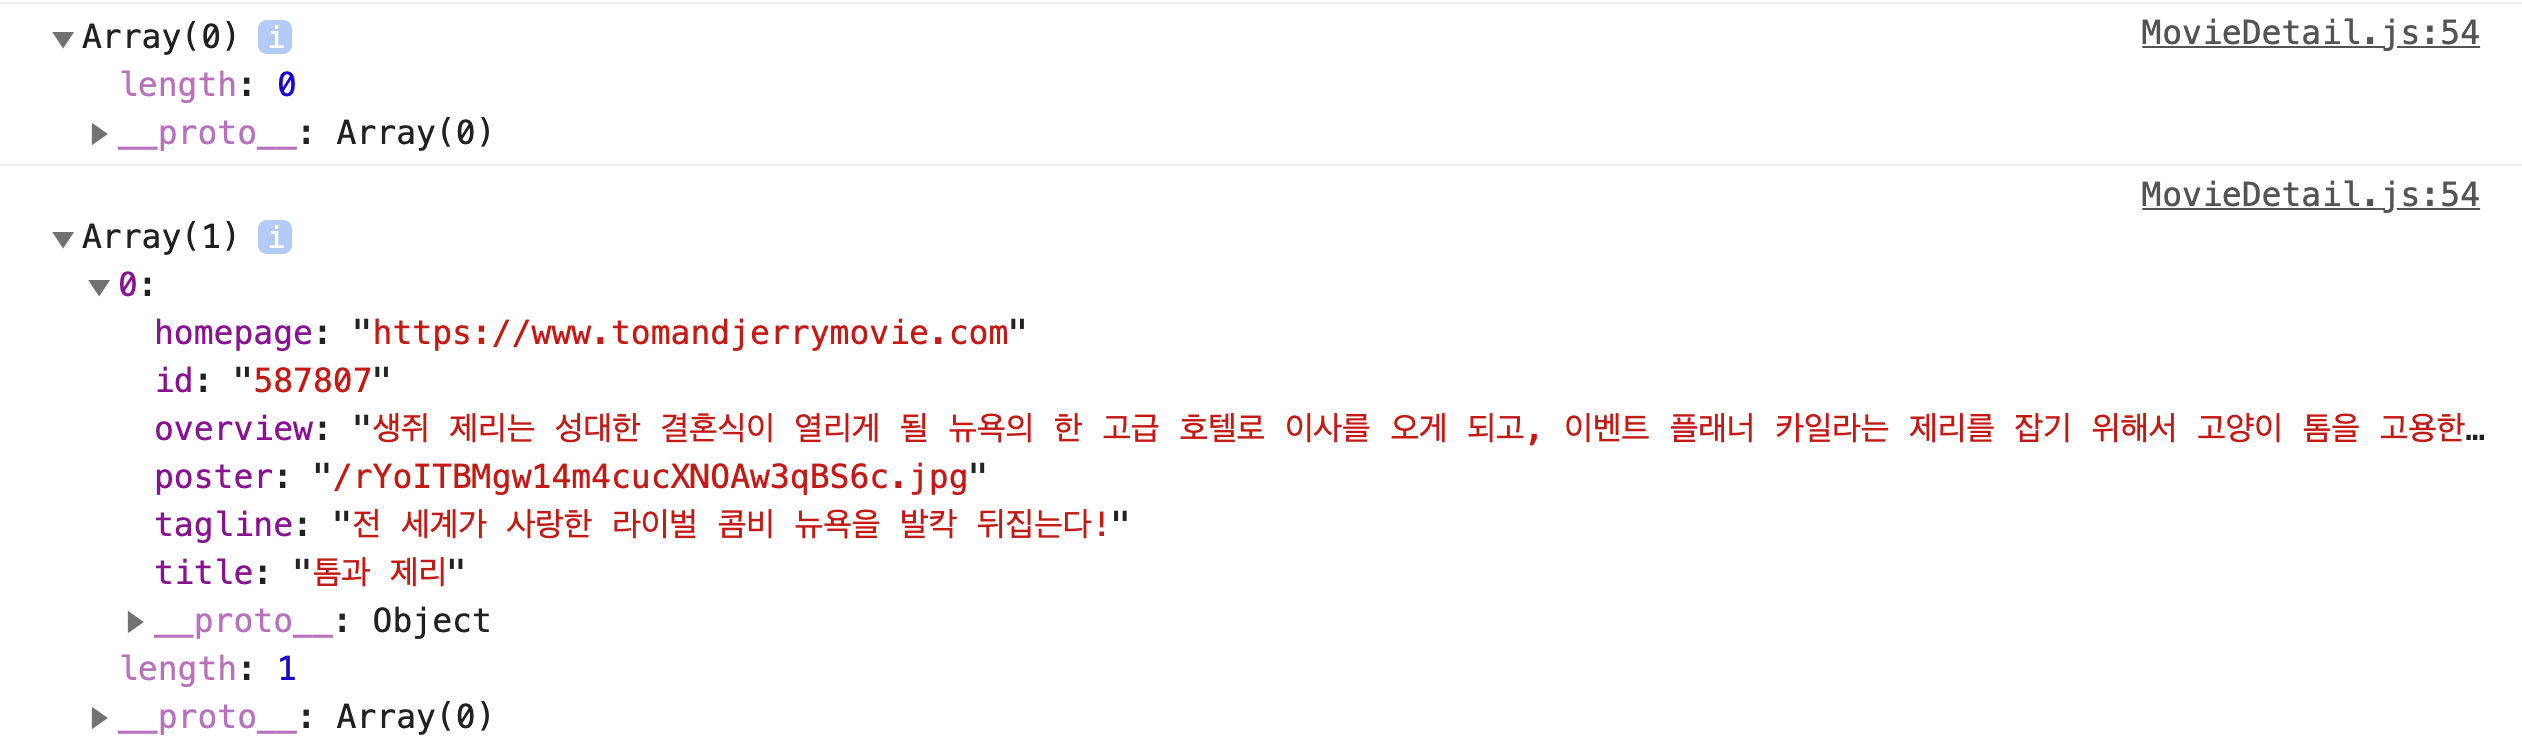 ▼Array(0) i MovieDetail.js:54
length: 0
▶__proto__: Array(0)
MovieDetail.js:54
▼Array(1) i
▼0:
homepage: "https://www.tomandjerrymovie.com"
id: "587807"
overview: "생쥐 제리는 성대한 결혼식이 열리게 될 뉴욕의 한 고급 호텔로 이사를 오게 되고, 이벤트 플래너 카일라는 제리를 잡기 위해서 고양이 톰을 고용한…
poster: "/rYoITBMgw14m4cucXNOAw3qBS6c.jpg"
tagline: "전 세계가 사랑한 라이벌 콤비 뉴욕을 발칵 뒤집는다!"
title: "톰과 제리"
▶__proto__: Object
length: 1
▶__proto__: Array(0)